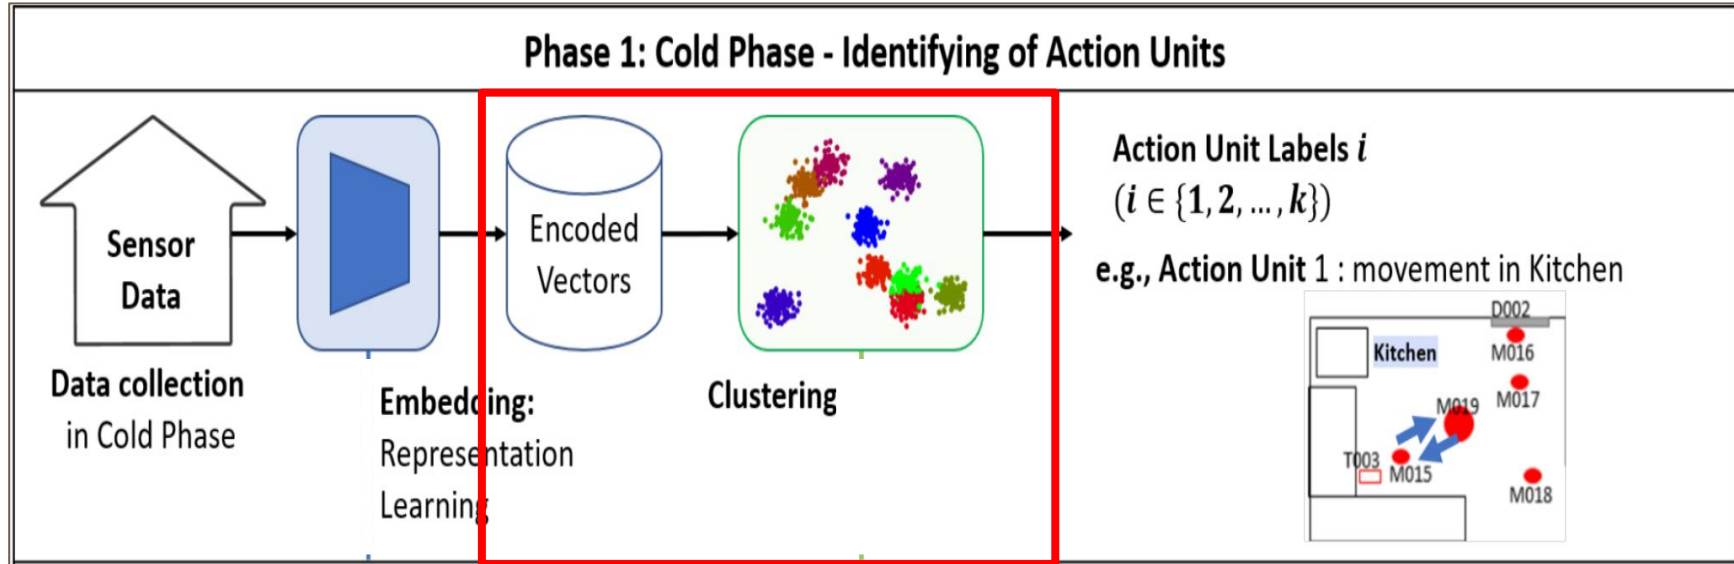 Phase 1: Cold Phase - Identifying of Action Units
Sensor
Data
Data collection
in Cold Phase
Embedding:
Representation
Learning
Encoded
Vectors
Clustering
Action Unit Labels i
(i ∈ {1, 2, ..., k})
e.g., Action Unit 1 : movement in Kitchen
D002
Kitchen
M016
M017
M019
T003
M015
M018